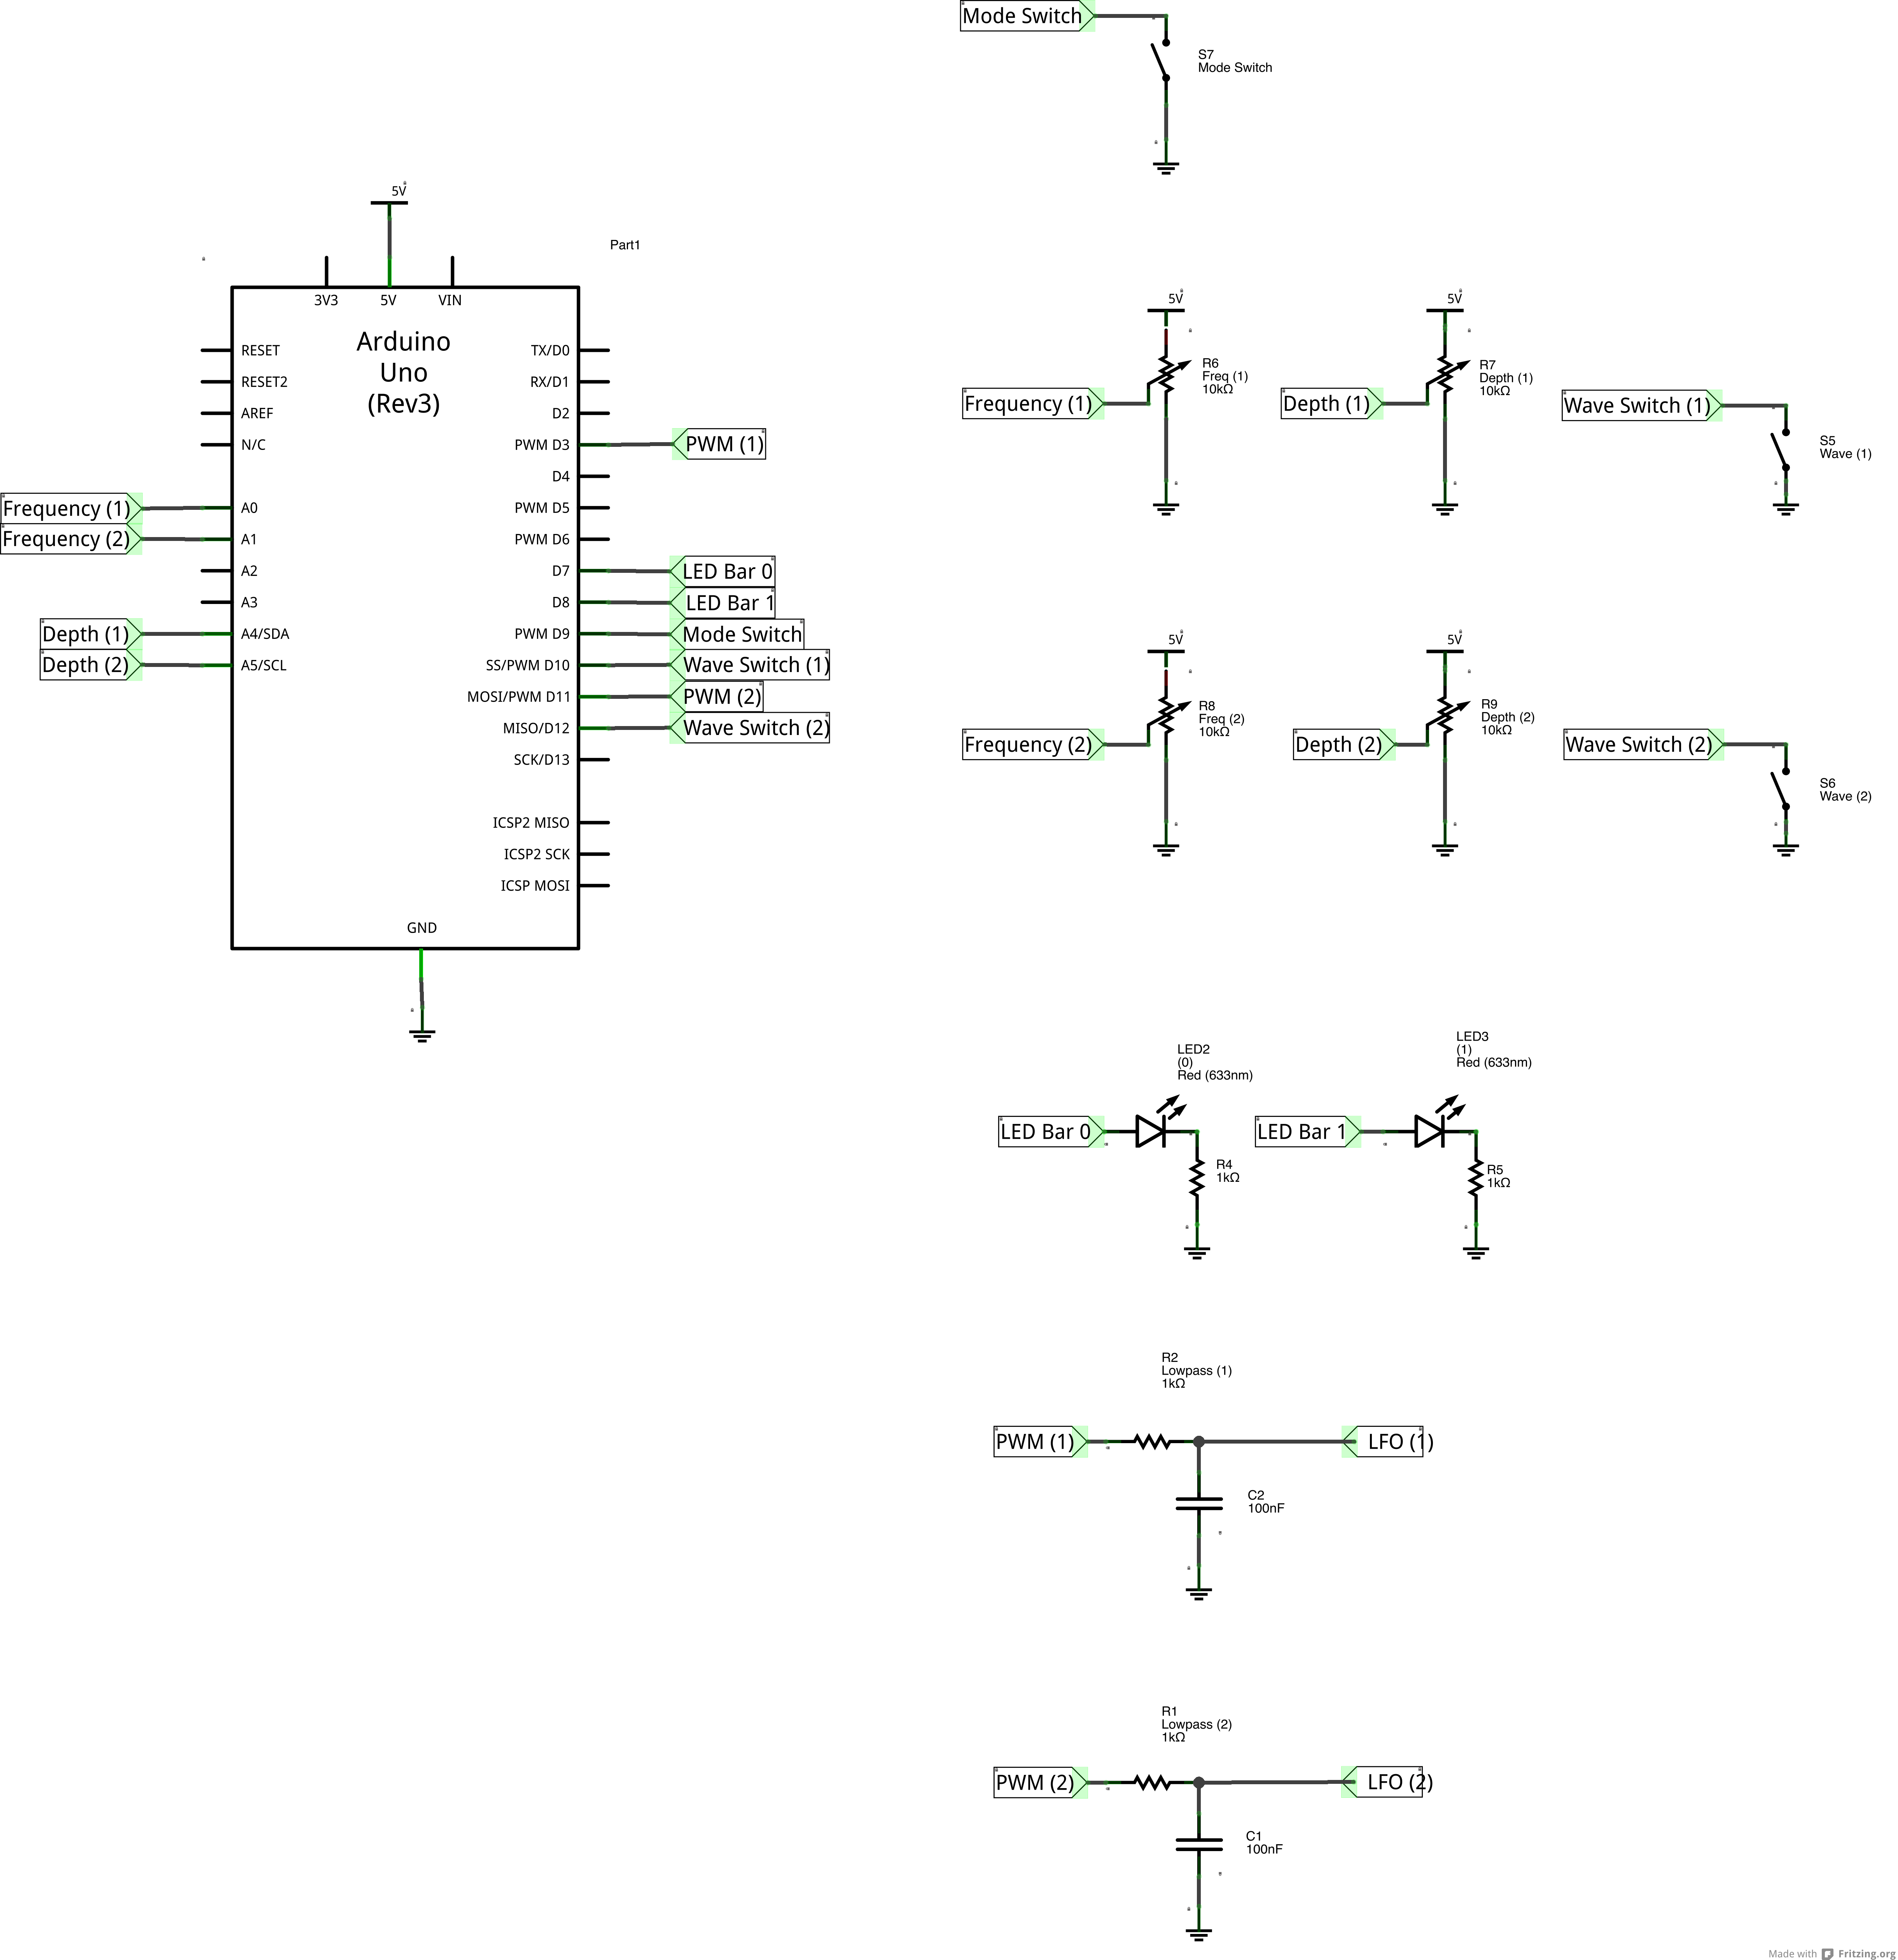 Mode Switch
S7
Mode Switch
5V
Part1
3V3
5V
VIN
Arduino
Uno
(Rev3)
RESET
RESET2
AREF
N/C
A0
A1
A2
A3
A4/SDA
A5/SCL
TX/D0
RX/D1
D2
PWM D3
D4
PWM D5
PWM D6
D7
D8
PWM D9
SS/PWM D10
MOSI/PWM D11
MISO/D12
SCK/D13
ICSP2 MISO
ICSP2 SCK
ICSP MOSI
GND
Frequency (1)
Frequency (2)
Depth (1)
Depth (2)
PWM (1)
LED Bar 0
LED Bar 1
Mode Switch
Wave Switch (1)
PWM (2)
Wave Switch (2)
5V
R6
Freq (1)
10kΩ
Frequency (1)
5V
R7
Depth (1)
10kΩ
Depth (1)
Wave Switch (1)
S5
Wave (1)
5V
R8
Freq (2)
10kΩ
Frequency (2)
5V
R9
Depth (2)
10kΩ
Depth (2)
Wave Switch (2)
S6
Wave (2)
LED2
(0)
Red (633nm)
LED Bar 0
R4
1kΩ
LED3
(1)
Red (633nm)
LED Bar 1
R5
1kΩ
R2
Lowpass (1)
1kΩ
PWM (1)
LFO (1)
C2
100nF
R1
Lowpass (2)
1kΩ
PWM (2)
LFO (2)
C1
100nF
Made with Fritzing.org